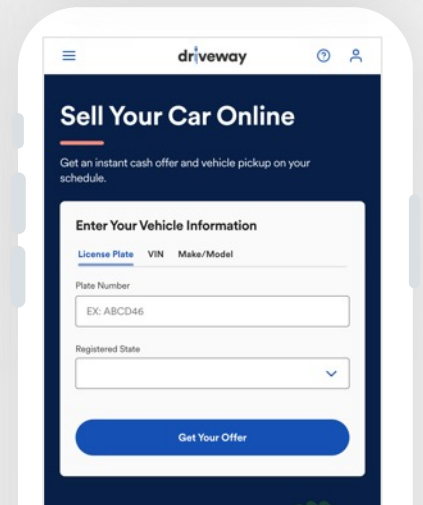 driveway
Sell Your Car Online
Get an instant cash offer and vehicle pickup on your
schedule.
Enter Your Vehicle Information
License Plate VIN Make/Model
Plate Number
EX: ABCD46
Registered State
Get Your Offer